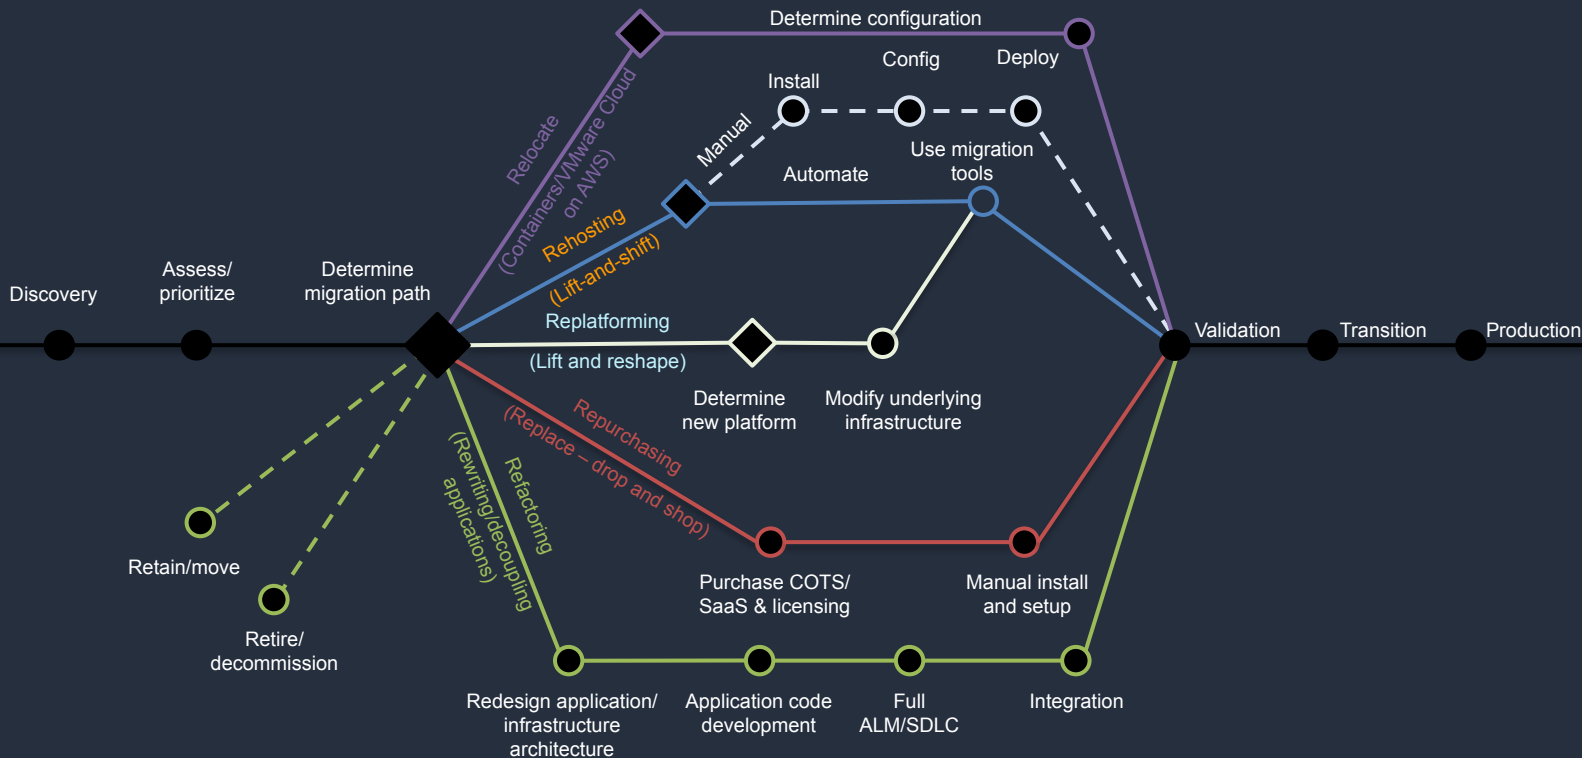 Determine configuration
Config
Deploy
Install
Manual
Relocate
(Containers/VMware Cloud
on AWS)
Use migration
tools
Automate
Rehosting
(Lift-and-shift)
Discovery
Assess/
prioritize
Determine
migration path
Replatforming
(Lift and reshape)
Validation
Transition
Production
Determine
new platform
Modify underlying
infrastructure
Repurchasing
(Replace – drop and shop)
Refactoring
(Rewriting/decoupling
applications)
Retain/move
Retire/
decommission
Purchase COTS/
SaaS & licensing
Manual install
and setup
Redesign application/
infrastructure
architecture
Application code
development
Full
ALM/SDLC
Integration